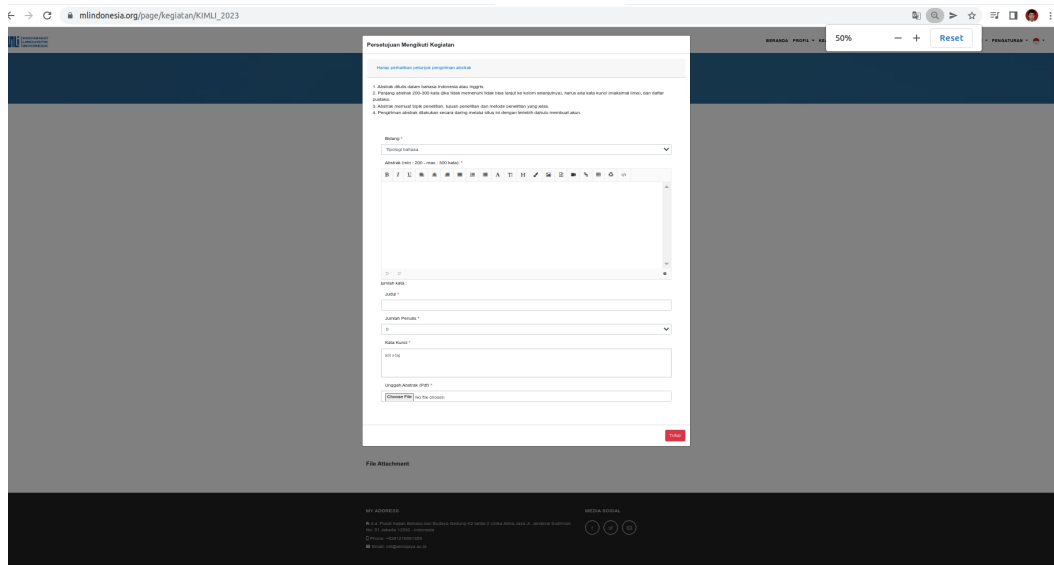 mlindonesia.org/page/kegiatan/KIMLI_2023
50%
Reset
BERANDA PROFIL
PENGATURAN
Persetujuan Mengikuti Kegiatan
Harap perhatikan petunjuk pengiriman abstrak
1. Abstrak ditulis dalam bahasa Indonesia atau Inggris.
2. Panjang abstrak 200-300 kata (jika tidak memenuhi tidak bisa lanjut ke kolom selanjutnya), harus ada kata kunci (maksimal lima), dan daftar
pustaka.
3. Abstrak memuat topik penelitian, tujuan penelitian dan metode penelitian yang jelas.
4. Pengiriman abstrak dilakukan secara daring melalui situs ini dengan terlebih dahulu membuat akun.
Bidang *
Tipologi bahasa
Abstrak (min : 200 - max : 300 kata) *
Jumlah kata :
Judul *
Jumlah Penulis *
0
Kata Kunci *
add a tag
Unggah Abstrak (Pdf) *
Choose File No file chosen
Tutup
File Attachment
MY ADDRESS
MEDIA SOSIAL